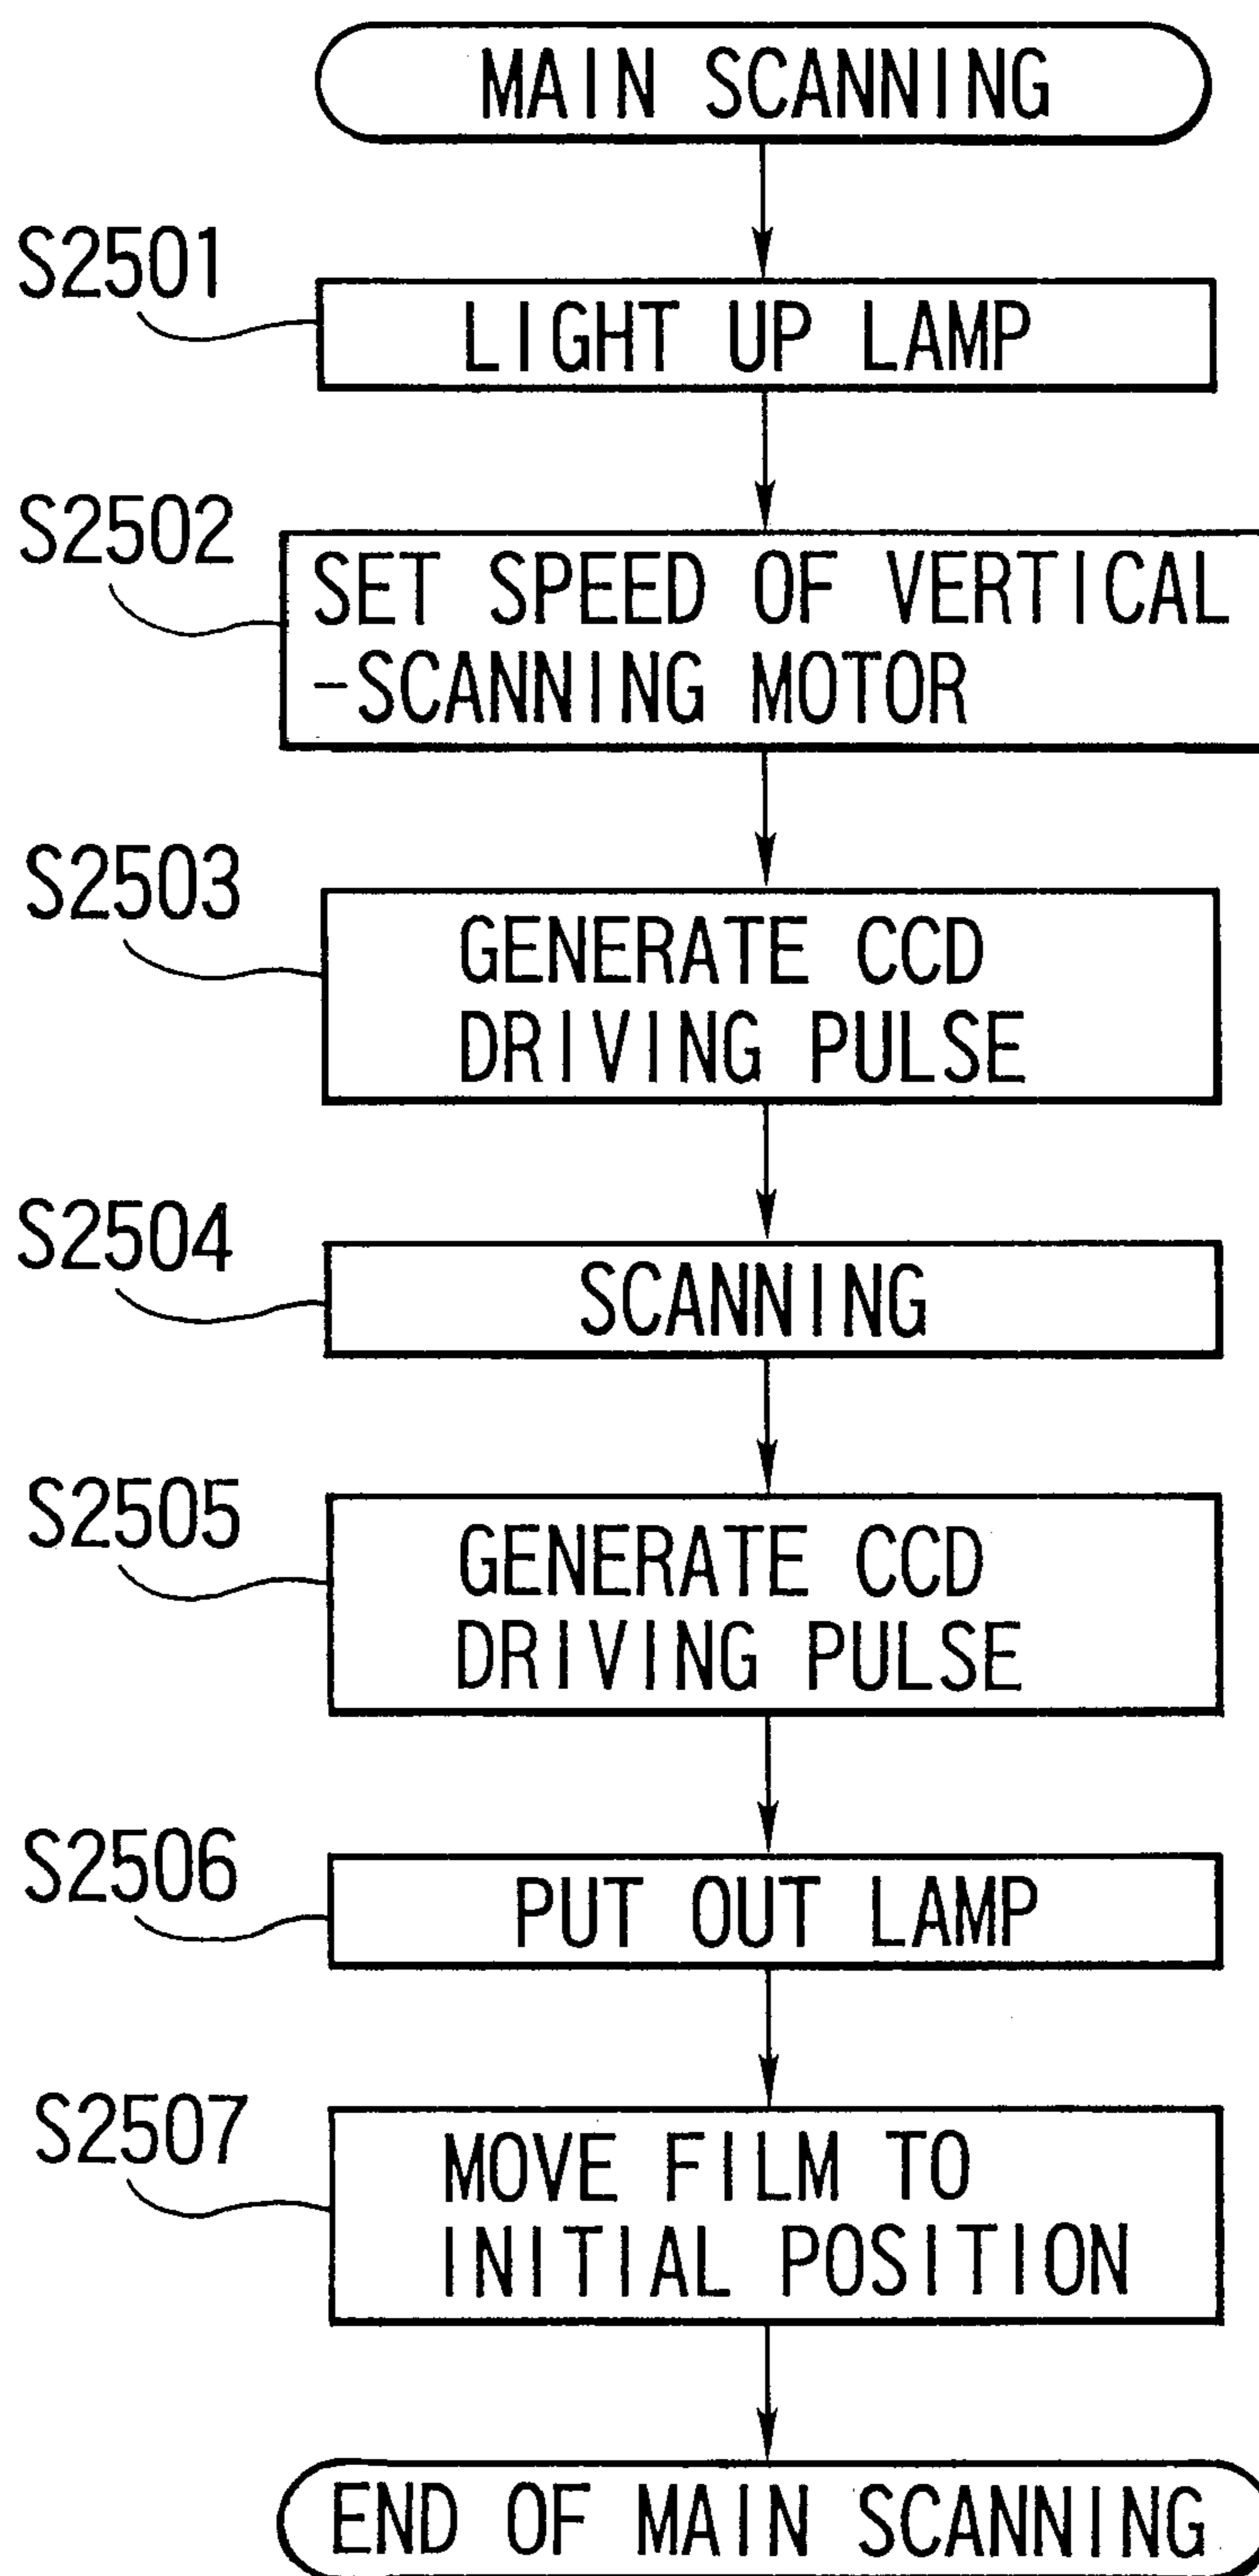 MAIN SCANNING
S2501
LIGHT UP LAMP
S2502
SET SPEED OF VERTICAL
-SCANNING MOTOR
S2503
GENERATE CCD
DRIVING PULSE
S2504
SCANNING
S2505
GENERATE CCD
DRIVING PULSE
S2506
PUT OUT LAMP
S2507
MOVE FILM TO
INITIAL POSITION
END OF MAIN SCANNING